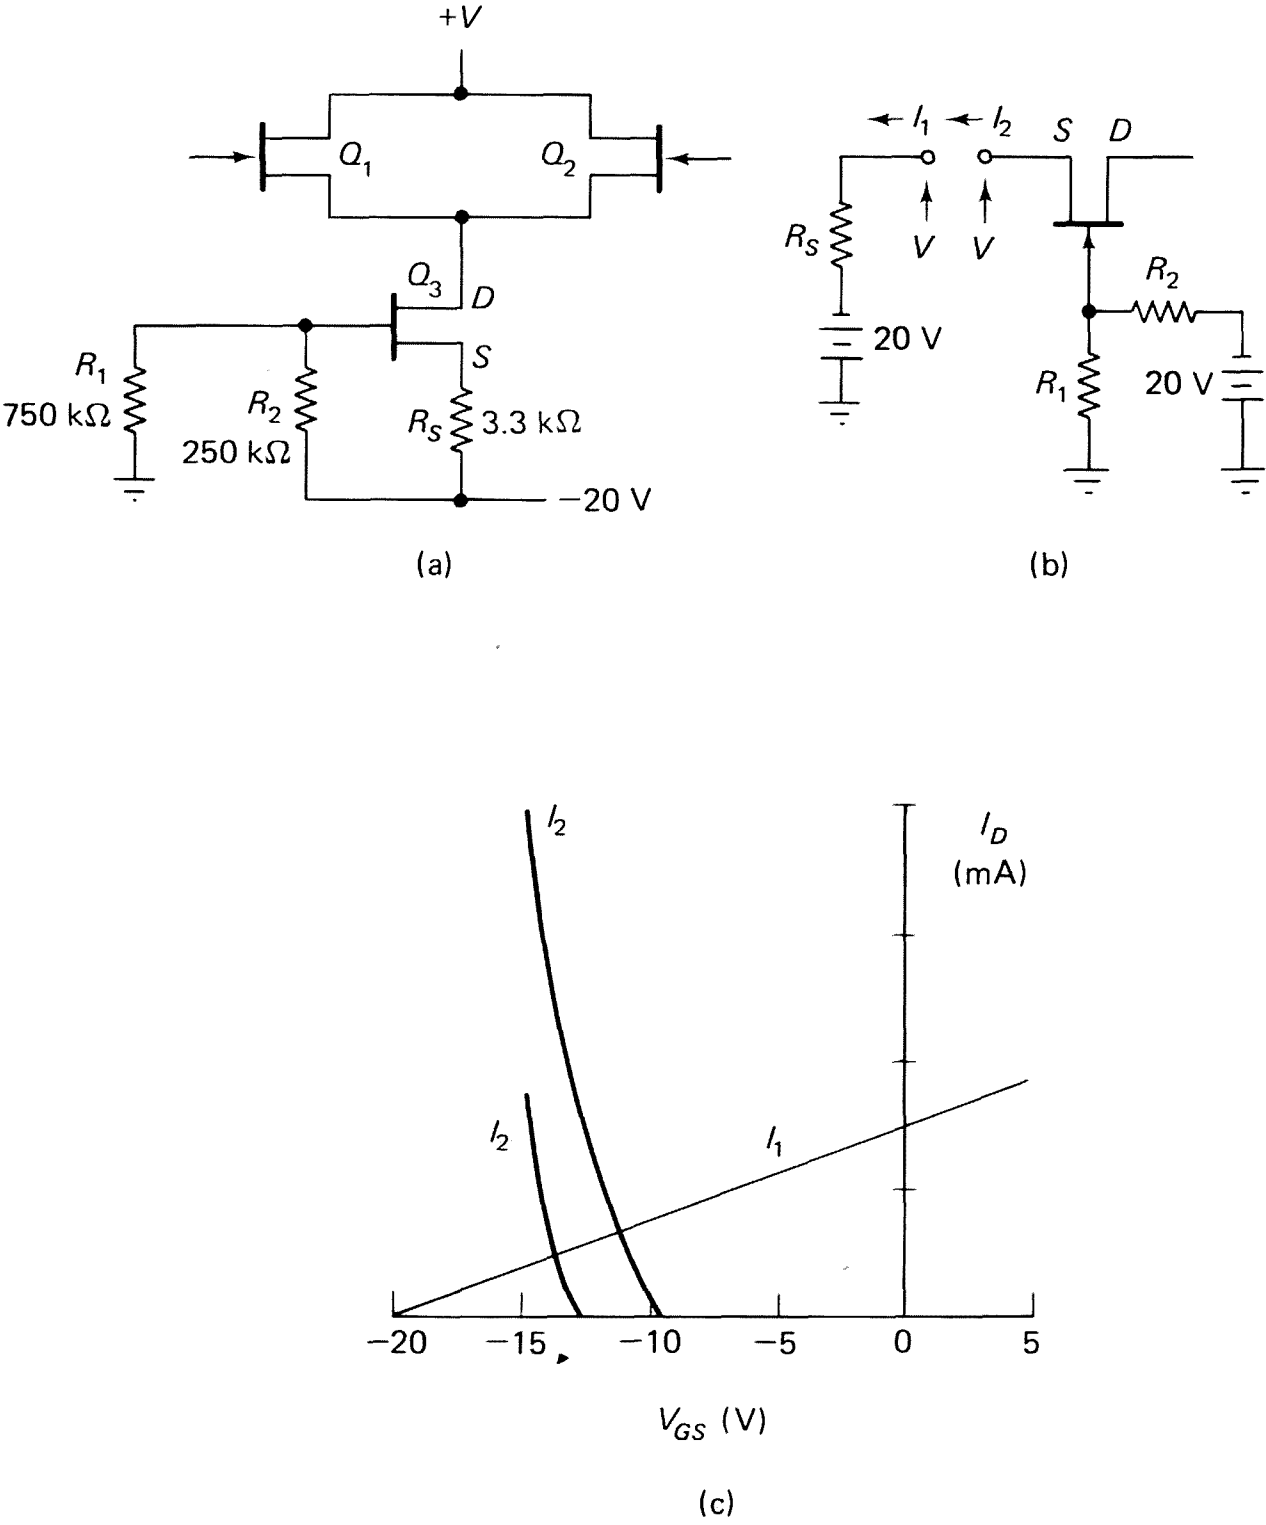 +V
Q1
Q2
Q3
D
S
R1
750 kΩ
R2
250 kΩ
RS
3.3 kΩ
−20 V
(a)
I1
I2
S
D
V
V
RS
20 V
R2
R1
20 V
(b)
I2
ID
(mA)
I2
I1
−20
−15
−10
−5
0
5
VGS (V)
(c)